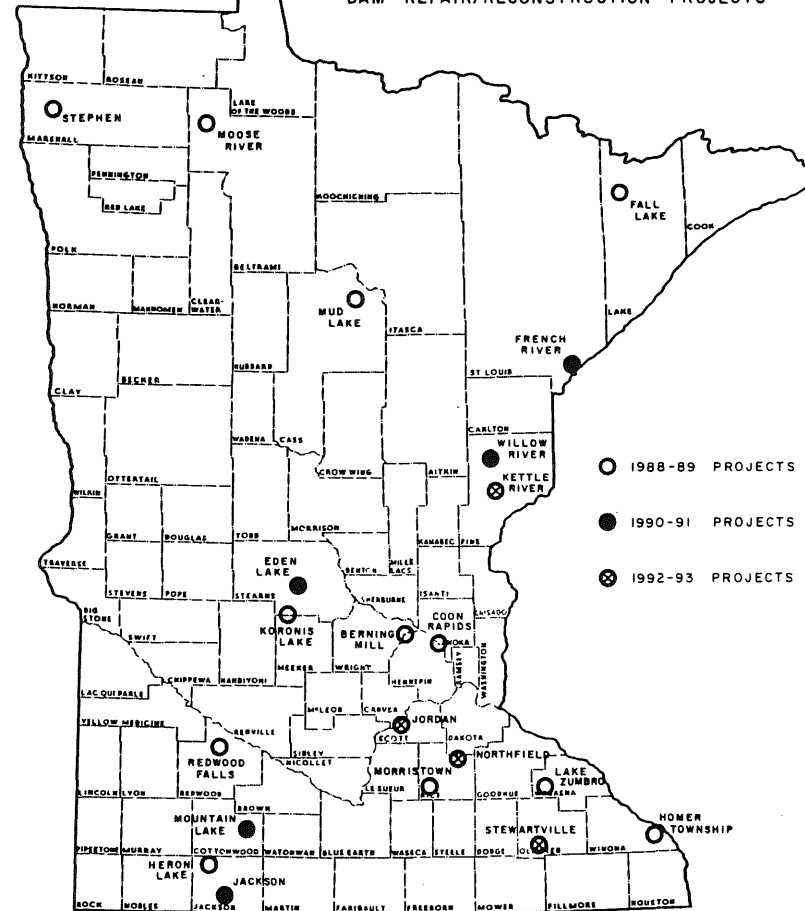 DAM REPAIR/RECONSTRUCTION PROJECTS
KITTSON
ROSEAU
STEPHEN
LAKE
OF THE WOODS
MOOSE
RIVER
MARSHALL
PENNINGTON
RED LAKE
KOOCHICHING
FALL
LAKE
COOK
POLK
BELTRAMI
NORMAN
MAHNOMEN
CLEAR-
WATER
MUD
LAKE
ITASCA
LAKE
FRENCH
RIVER
HUBBARD
ST LOUIS
BECKER
CLAY
CARLTON
WADENA
CASS
WILLOW
RIVER
CROW WING
AITKIN
KETTLE
RIVER
OTTERTAIL
WILKIN
1988-89 PROJECTS
1990-91 PROJECTS
1992-93 PROJECTS
MORRISON
GRANT
DOUGLAS
TODD
KANABEC
PINE
TRAVERSE
EDEN
LAKE
BENTON
MILLE
LACS
STEVENS
POPE
STEARNS
SHERBURNE
ISANTI
BIG
STONE
CHISAGO
KORONIS
LAKE
BERNING
MILL
COON
RAPIDS
ANOKA
SWIFT
RAMSEY
WASHINGTON
MEEKER
WRIGHT
CHIPPEWA
KANDIYOHI
HENNEPIN
LAC QUI PARLE
McLEOD
CARVER
JORDAN
YELLOW MEDICINE
RENVILLE
SCOTT
DAKOTA
REDWOOD
FALLS
SIBLEY
NICOLLET
NORTHFIELD
MORRISTOWN
LAKE
ZUMBRO
LINCOLN
LYON
REDWOOD
LE SUEUR
RICE
GOODHUE
WABASHA
BROWN
MOUNTAIN
LAKE
STEWARTVILLE
HOMER
TOWNSHIP
PIPESTONE
MURRAY
COTTONWOOD
WATONWAN
BLUE EARTH
WASECA
STEELE
DODGE
OLMSTED
WINONA
HERON
LAKE
JACKSON
ROCK
NOBLES
JACKSON
MARTIN
FARIBAULT
FREEBORN
MOWER
FILLMORE
HOUSTON